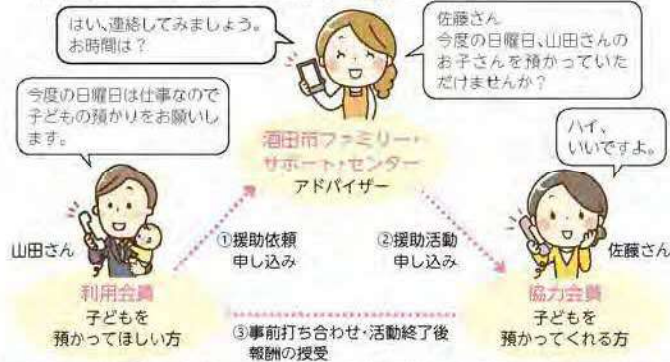 はい、連絡してみましょう。
お時間は?
佐藤さん
今度の日曜日、山田さんの
お子さんを預かっていた
だけませんか?
今度の日曜日は仕事なので
子どもの預かりをお願いし
ます。
ハイ、
いいですよ。
酒田市ファミリー・
サポート・センター
アドバイザー
山田さん
①援助依頼
申し込み
②援助活動
申し込み
佐藤さん
利用会員
子どもを
預かってほしい方
③事前打ち合わせ・活動終了後
報酬の授受
協力会員
子どもを
預かってくれる方